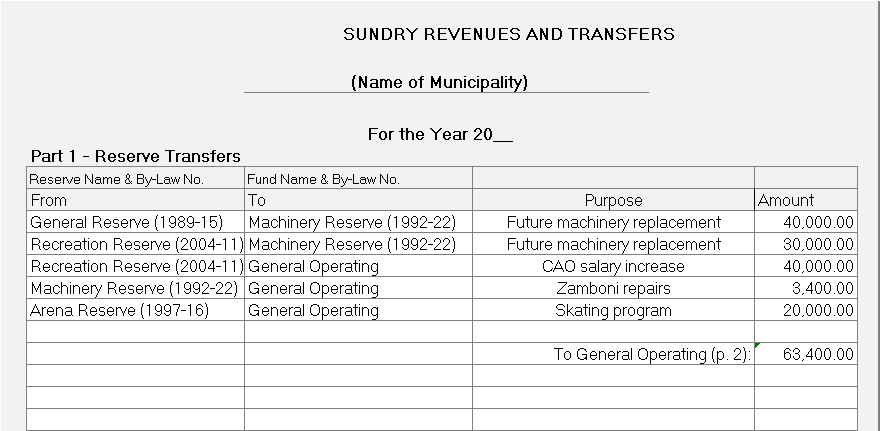 SUNDRY REVENUES AND TRANSFERS
(Name of Municipality)
For the Year 20__
Part 1 - Reserve Transfers
Reserve Name & By-Law No. Fund Name & By-Law No.
From To Purpose Amount
General Reserve (1989-15) Machinery Reserve (1992-22) Future machinery replacement 40,000.00
Recreation Reserve (2004-11) Machinery Reserve (1992-22) Future machinery replacement 30,000.00
Recreation Reserve (2004-11) General Operating CAO salary increase 40,000.00
Machinery Reserve (1992-22) General Operating Zamboni repairs 3,400.00
Arena Reserve (1997-16) General Operating Skating program 20,000.00
To General Operating (p. 2): 63,400.00